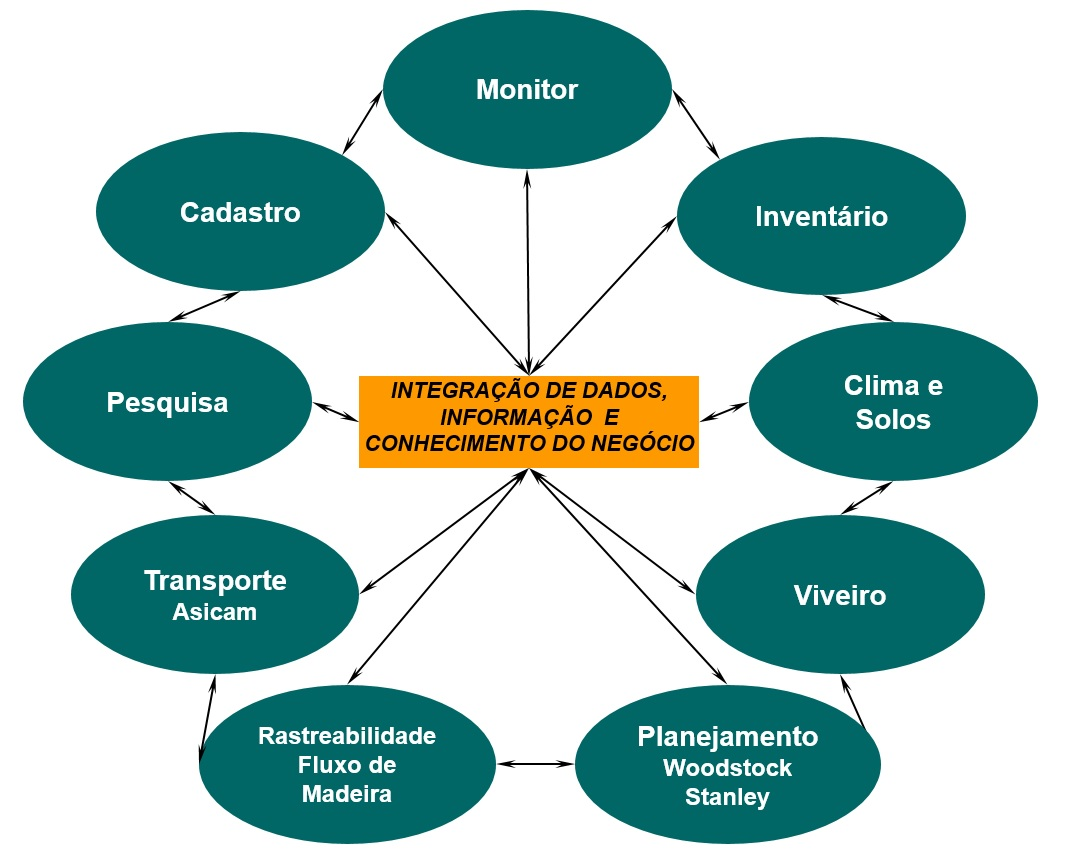 Monitor
Cadastro
Inventário
Pesquisa
INTEGRAÇÃO DE DADOS,
INFORMAÇÃO E
CONHECIMENTO DO NEGÓCIO
Clima e
Solos
Transporte
Asicam
Viveiro
Rastreabilidade
Fluxo de
Madeira
Planejamento
Woodstock
Stanley